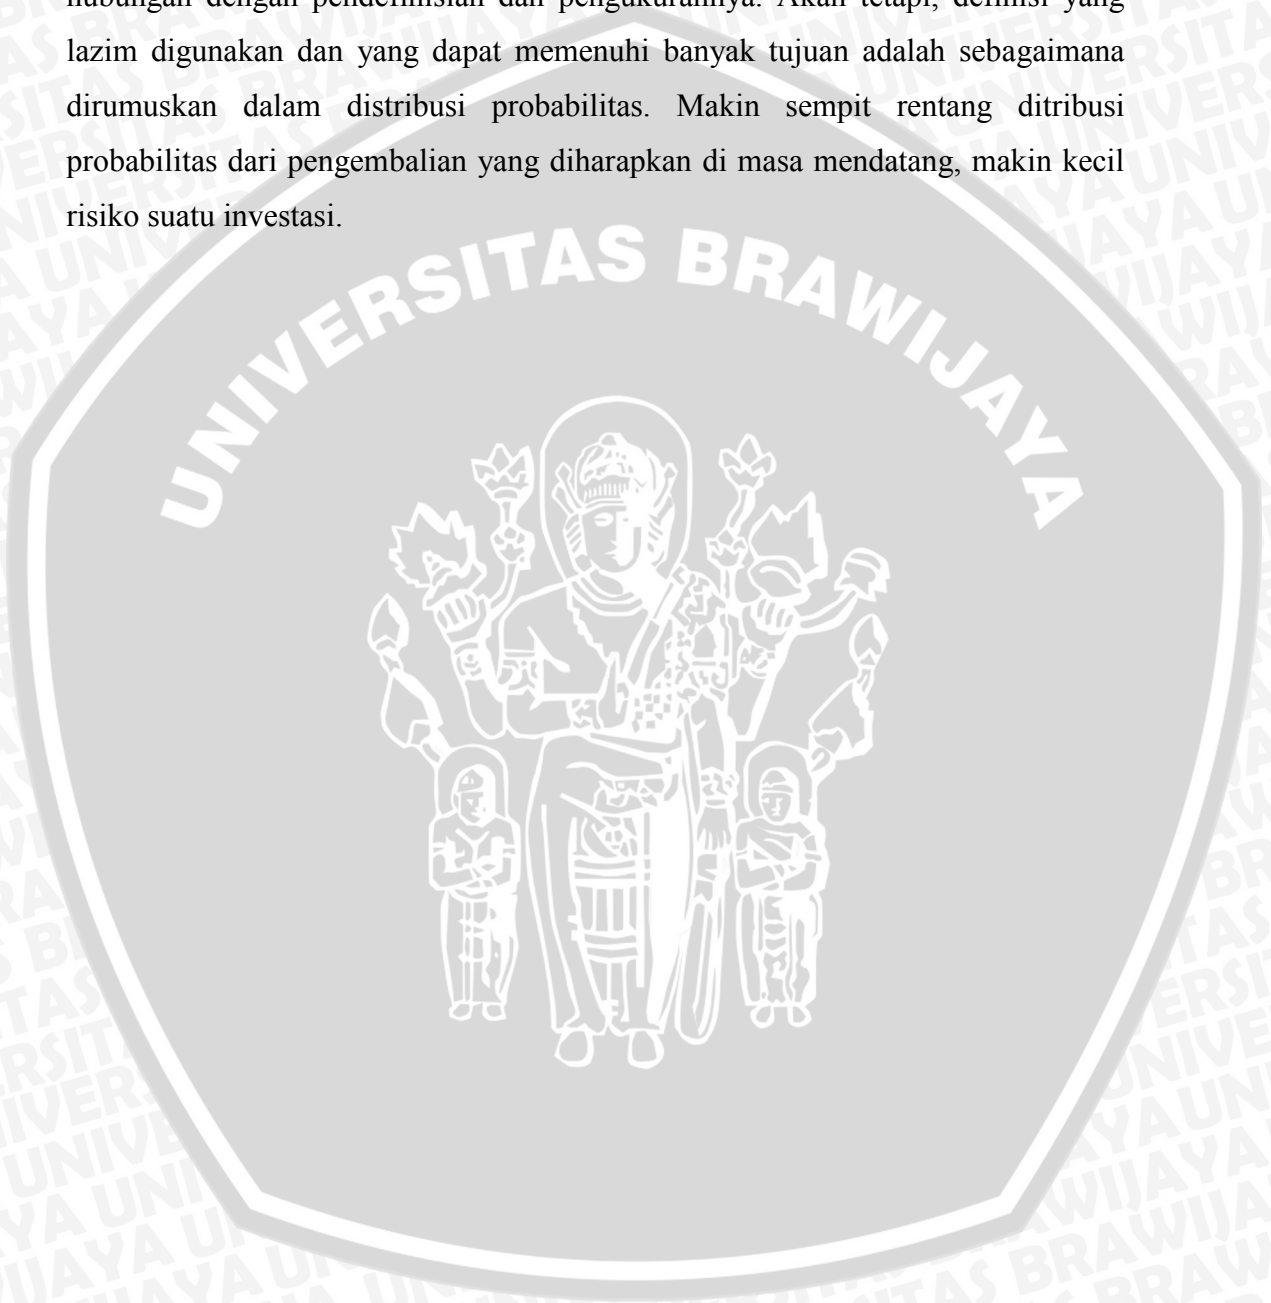 hubungan dengan pendefinisian dan pengukurannya. Akan tetapi, definisi yang
lazim digunakan dan yang dapat memenuhi banyak tujuan adalah sebagaimana
dirumuskan dalam distribusi probabilitas. Makin sempit rentang ditribusi
probabilitas dari pengembalian yang diharapkan di masa mendatang, makin kecil
risiko suatu investasi.
UNIVERSITAS BRAWIJAYA